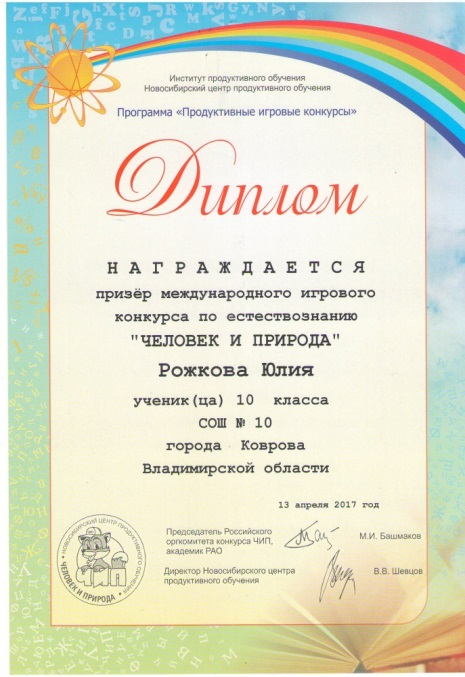 Институт продуктивного обучения
Новосибирский центр продуктивного обучения
Программа «Продуктивные игровые конкурсы»
Диплом
НАГРАЖДАЕТСЯ
призёр международного игрового
конкурса по естествознанию
"ЧЕЛОВЕК И ПРИРОДА"
Рожкова Юлия
ученик(ца) 10 класса
СОШ № 10
города Коврова
Владимирской области
13 апреля 2017 год
Председатель Российского
оргкомитета конкурса ЧИП,
академик РАО
М.И. Башмаков
Директор Новосибирского центра
продуктивного обучения
В.В. Шевцов
НОВОСИБИРСКИЙ ЦЕНТР ПРОДУКТИВНОГО ОБУЧЕНИЯ
ЧИП
ЧЕЛОВЕК И ПРИРОДА